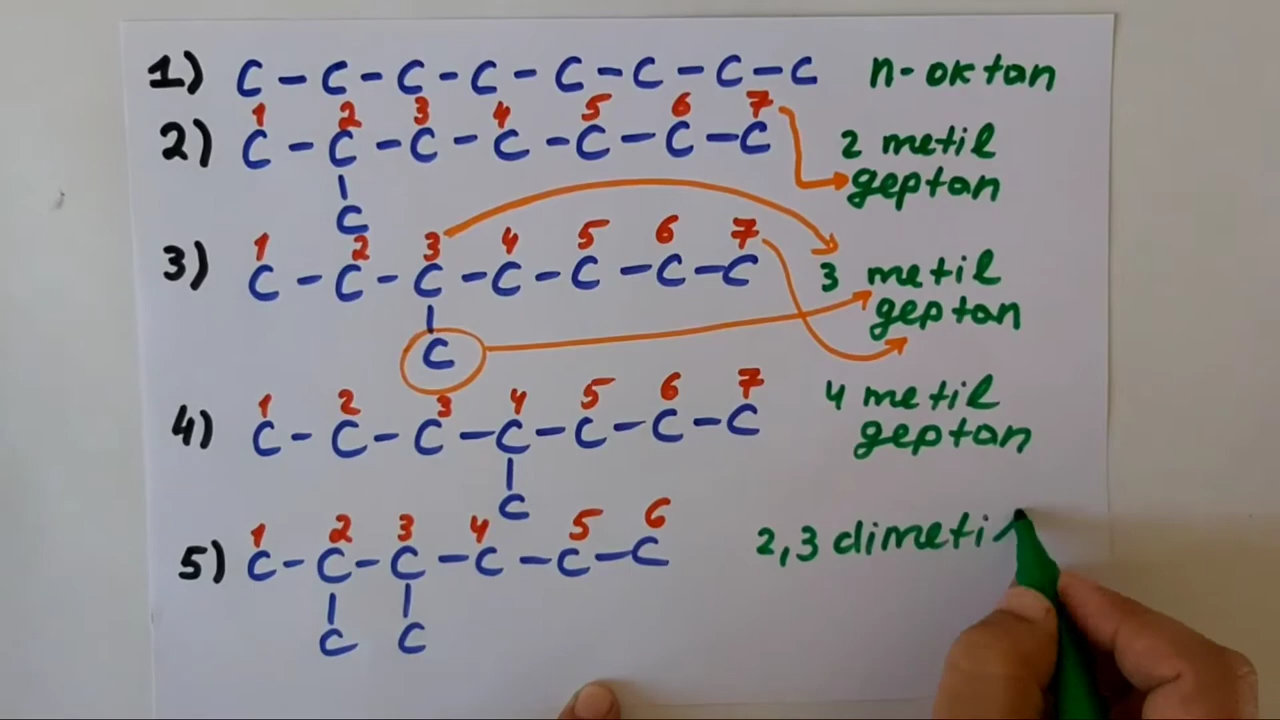 1) C - C - C - C - C - C - C - C n-oktan
1 2 3 4 5 6 7
2) C - C - C - C - C - C - C 2 metil
geptan
C
1 2 3 4 5 6 7
3) C - C - C - C - C - C - C 3 metil
geptan
C
1 2 3 4 5 6 7
4) C - C - C - C - C - C - C 4 metil
geptan
C
1 2 3 4 5 6
5) C - C - C - C - C - C 2,3 dimeti
C C